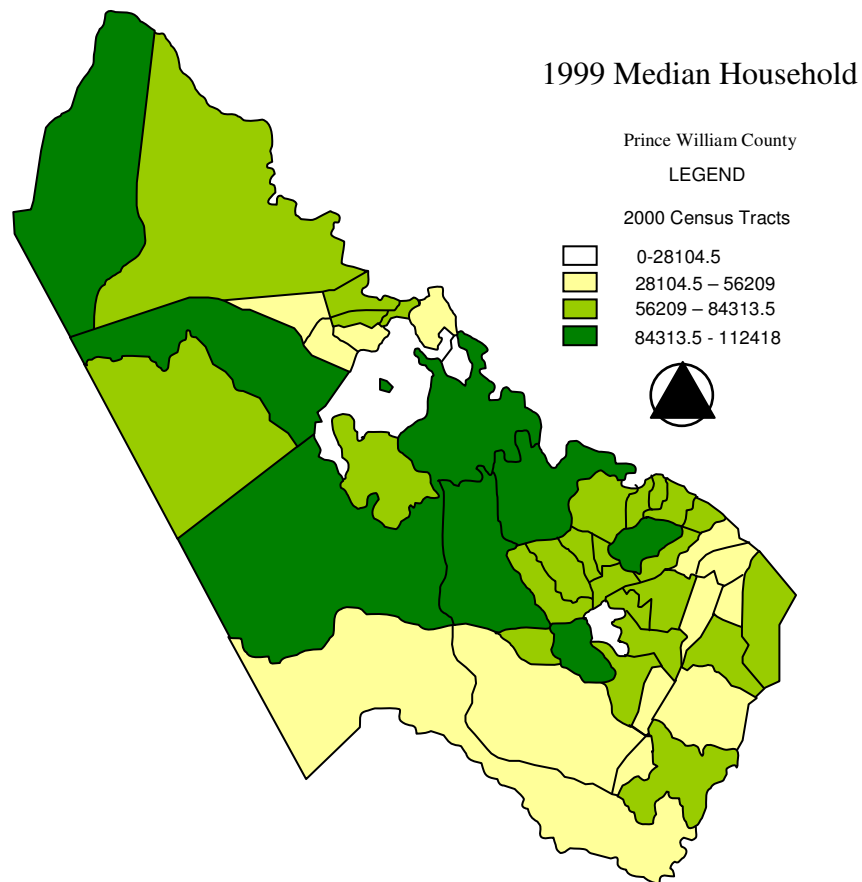 1999 Median Household
Prince William County
LEGEND
2000 Census Tracts
0-28104.5
28104.5 – 56209
56209 – 84313.5
84313.5 - 112418